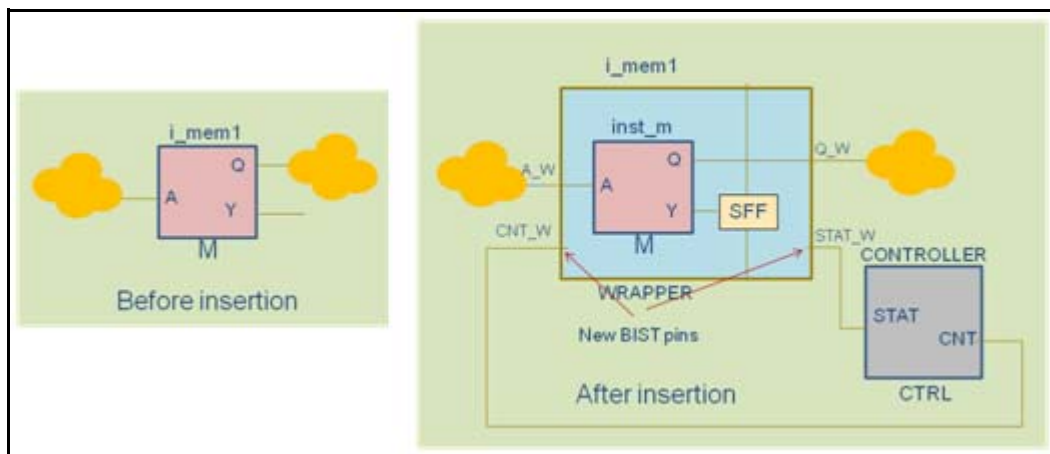 i_mem1
Q
A
Y
M
Before insertion
i_mem1
inst_m
Q_W
A_W
Q
A
Y
SFF
CNT_W
M
STAT_W
CONTROLLER
WRAPPER
STAT
New BIST pins
CNT
After insertion
CTRL